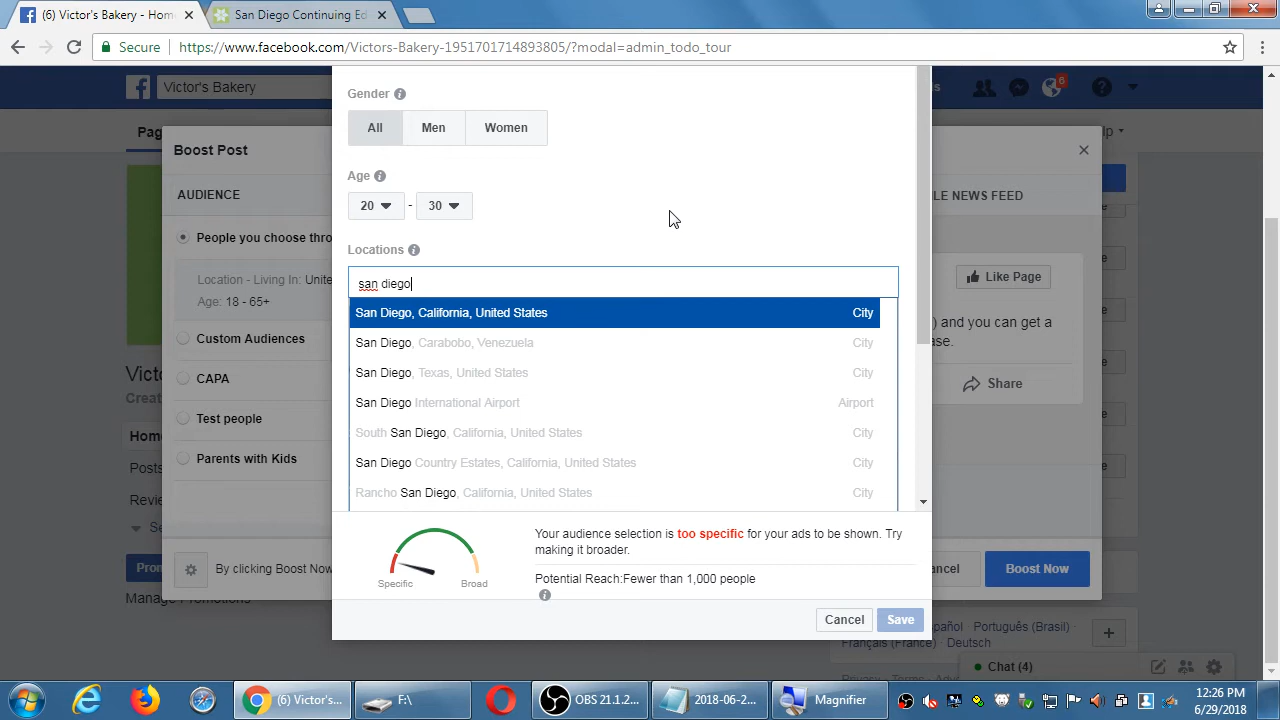 (6) Victor's Bakery - Hom
San Diego Continuing Ed
Secure
https://www.facebook.com/Victors-Bakery-1951701714893805/?modal=admin_todo_tour
Victor's Bakery
6
Gender
All
Men
Women
Boost Post
AUDIENCE
LE NEWS FEED
Age
20
-
30
People you choose thro
Location - Living In: Unite
Age: 18 - 65+
Locations
san diego
Like Page
San Diego, California, United States City
San Diego, Carabobo, Venezuela City
San Diego, Texas, United States City
San Diego International Airport Airport
South San Diego, California, United States City
San Diego Country Estates, California, United States City
Rancho San Diego, California, United States City
) and you can get a
ase.
Share
Custom Audiences
CAPA
Test people
Parents with Kids
Victo
Creat
Home
Posts
Revie
Se
Pron
Manage Promotions
By clicking Boost Now
ancel
Boost Now
Specific
Broad
Your audience selection is too specific for your ads to be shown. Try
making it broader.
Potential Reach:Fewer than 1,000 people
Cancel
Save
spañol · Português (Brasil) ·
Français (France) · Deutsch
Chat (4)
(6) Victor's...
F:\
OBS 21.1.2...
2018-06-2...
Magnifier
12:26 PM
6/29/2018